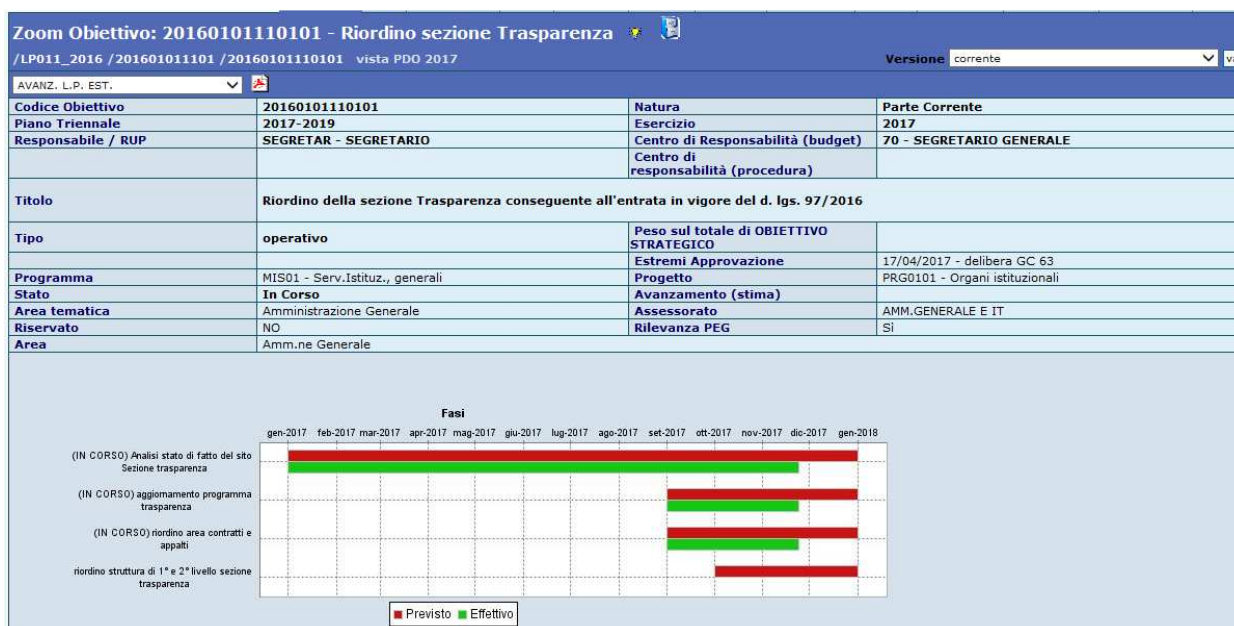 Zoom Obiettivo: 20160101110101 - Riordino sezione Trasparenza
/LP011_2016 /201601011101 /20160101110101 vista PDO 2017 Versione corrente
AVANZ. L.P. EST.
Codice Obiettivo 20160101110101 Natura Parte Corrente
Piano Triennale 2017-2019 Esercizio 2017
Responsabile / RUP SEGRETAR - SEGRETARIO Centro di Responsabilità (budget) 70 - SEGRETARIO GENERALE
Centro di
responsabilità (procedura)
Titolo Riordino della sezione Trasparenza conseguente all'entrata in vigore del d. lgs. 97/2016
Tipo operativo Peso sul totale di OBIETTIVO
STRATEGICO
Estremi Approvazione 17/04/2017 - delibera GC 63
Programma MIS01 - Serv.Istituz., generali Progetto PRG0101 - Organi istituzionali
Stato In Corso Avanzamento (stima)
Area tematica Amministrazione Generale Assessorato AMM.GENERALE E IT
Riservato NO Rilevanza PEG Si
Area Amm.ne Generale
Fasi
gen-2017 feb-2017 mar-2017 apr-2017 mag-2017 giu-2017 lug-2017 ago-2017 set-2017 ott-2017 nov-2017 dic-2017 gen-2018
(IN CORSO) Analisi stato di fatto del sito
Sezione trasparenza
(IN CORSO) aggiornamento programma
trasparenza
(IN CORSO) riordino area contratti e
appalti
riordino struttura di 1° e 2° livello sezione
trasparenza
Previsto Effettivo